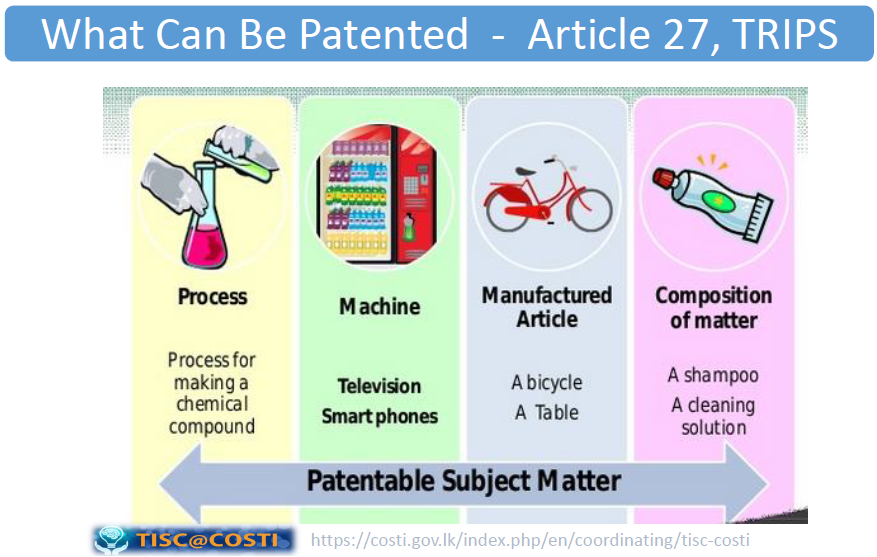 What Can Be Patented - Article 27, TRIPS
Process
Process for
making a
chemical
compound
Machine
Television
Smart phones
Manufactured
Article
A bicycle
A Table
Composition
of matter
A shampoo
A cleaning
solution
Patentable Subject Matter
TISC@COSTI
https://costi.gov.lk/index.php/en/coordinating/tisc-costi